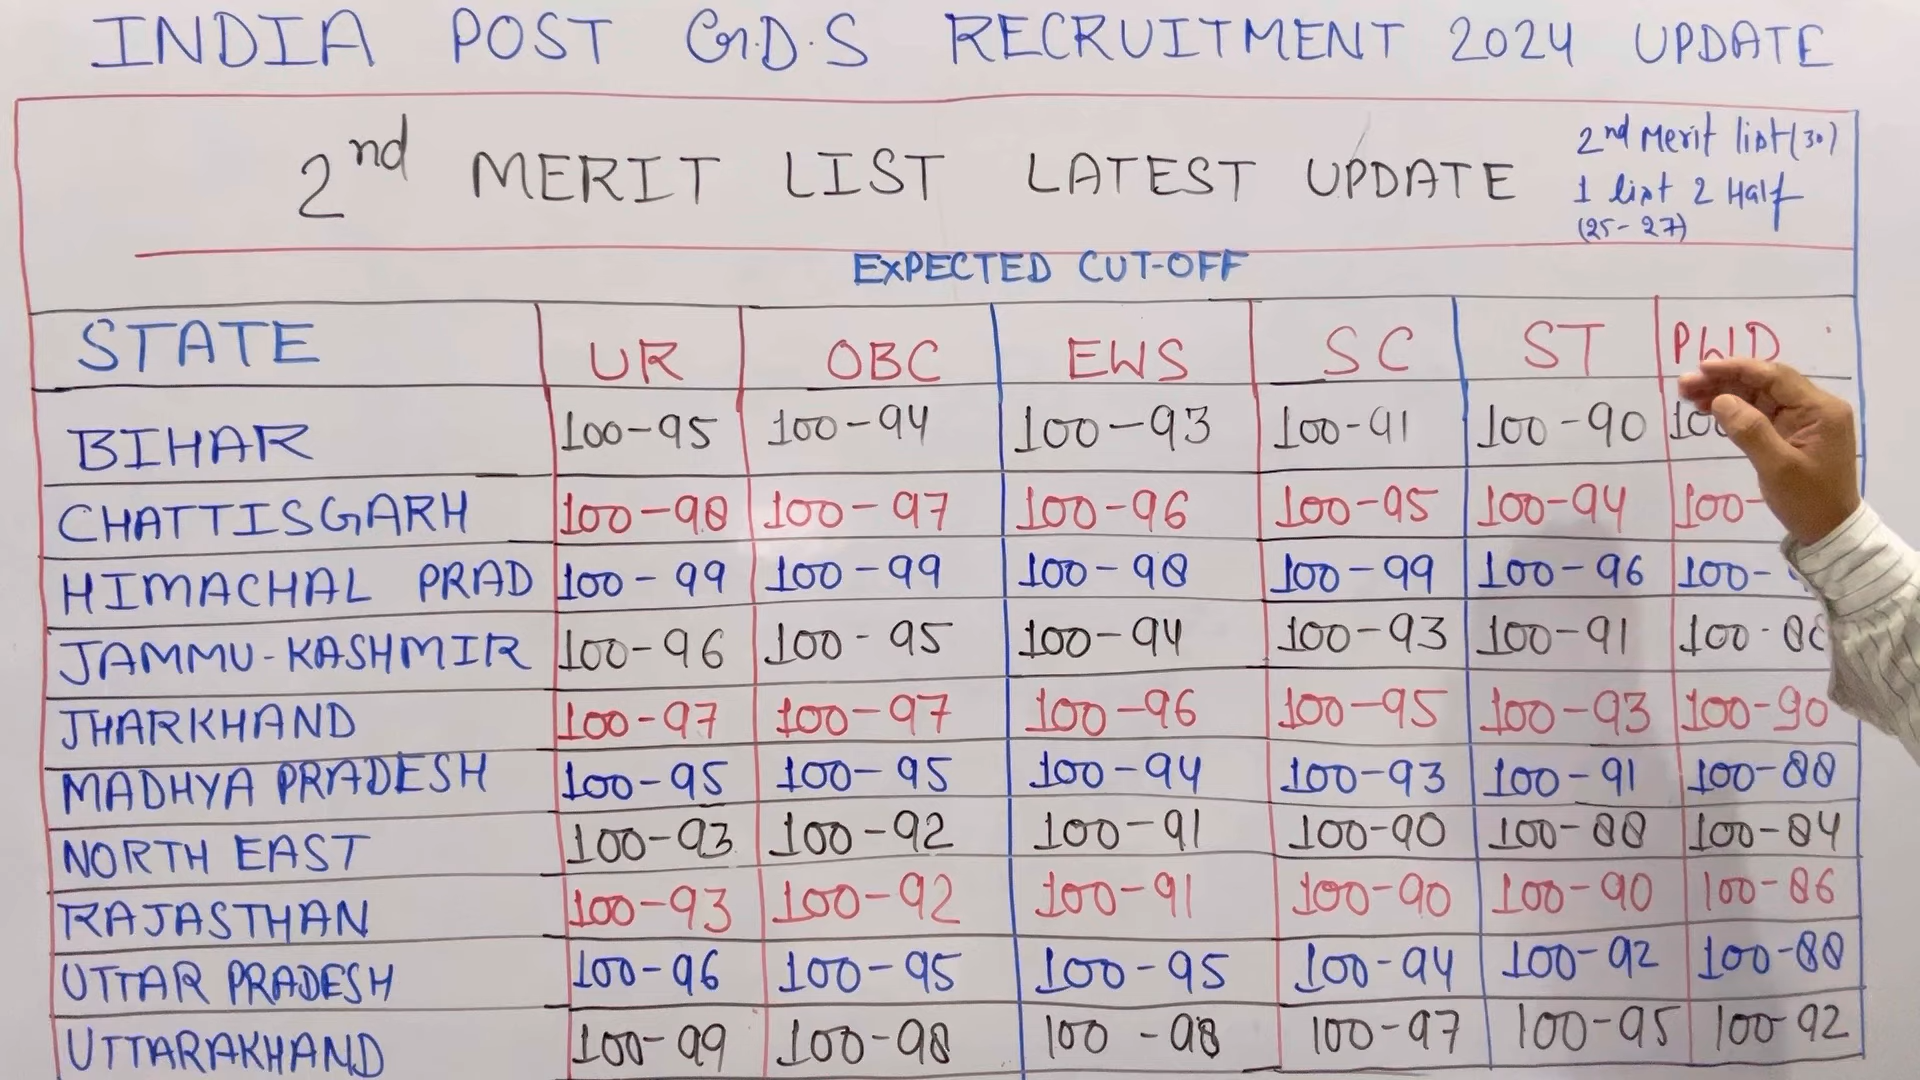 INDIA POST G.D.S RECRUITMENT 2024 UPDATE
2nd MERIT LIST LATEST UPDATE
2nd Merit list (30)
1 list 2 Half
(25-27)
EXPECTED CUT-OFF
STATE UR OBC EWS SC ST PWD
BIHAR 100-95 100-94 100-93 100-91 100-90
CHATTISGARH 100-98 100-97 100-96 100-95 100-94 100-
HIMACHAL PRAD 100-99 100-99 100-98 100-99 100-96 100-
JAMMU-KASHMIR 100-96 100-95 100-94 100-93 100-91 100-
JHARKHAND 100-97 100-97 100-96 100-95 100-93 100-90
MADHYA PRADESH 100-95 100-95 100-94 100-93 100-91 100-88
NORTH EAST 100-93 100-92 100-91 100-90 100-88 100-84
RAJASTHAN 100-93 100-92 100-91 100-90 100-90 100-86
UTTAR PRADESH 100-96 100-95 100-95 100-94 100-92 100-88
UTTARAKHAND 100-99 100-98 100-98 100-97 100-95 100-92